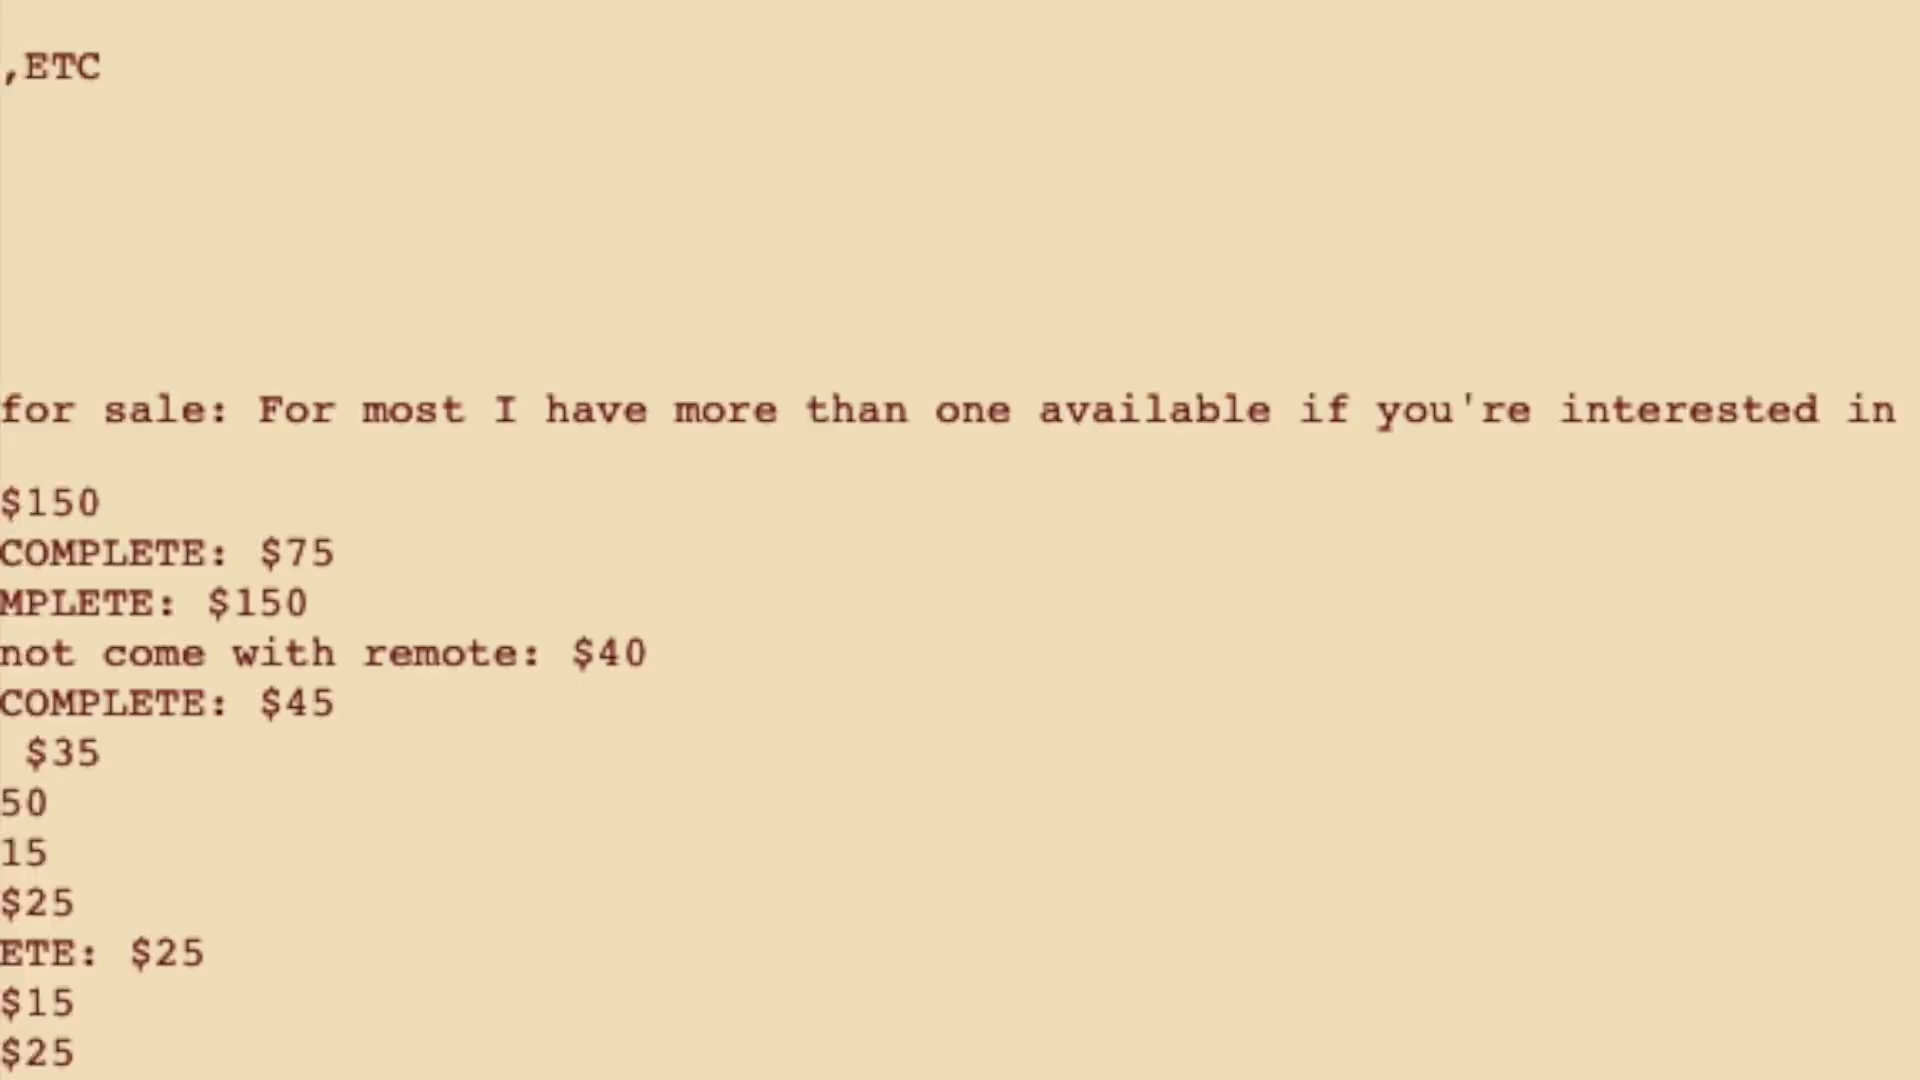 ,ETC
for sale: For most I have more than one available if you're interested in
$150
COMPLETE: $75
MPLETE: $150
not come with remote: $40
COMPLETE: $45
$35
50
15
$25
ETE: $25
$15
$25